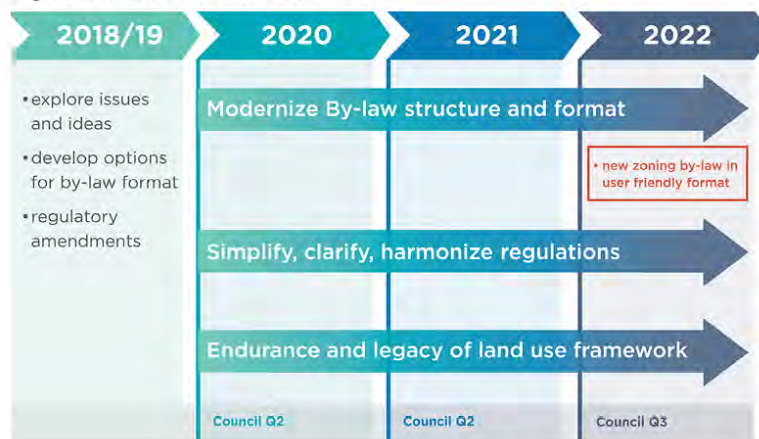 2018/19
2020
2021
2022
•explore issues
and ideas
•develop options
for by-law format
•regulatory
amendments
Modernize By-law structure and format
• new zoning by-law in
user friendly format
Simplify, clarify, harmonize regulations
Endurance and legacy of land use framework
Council Q2
Council Q2
Council Q3